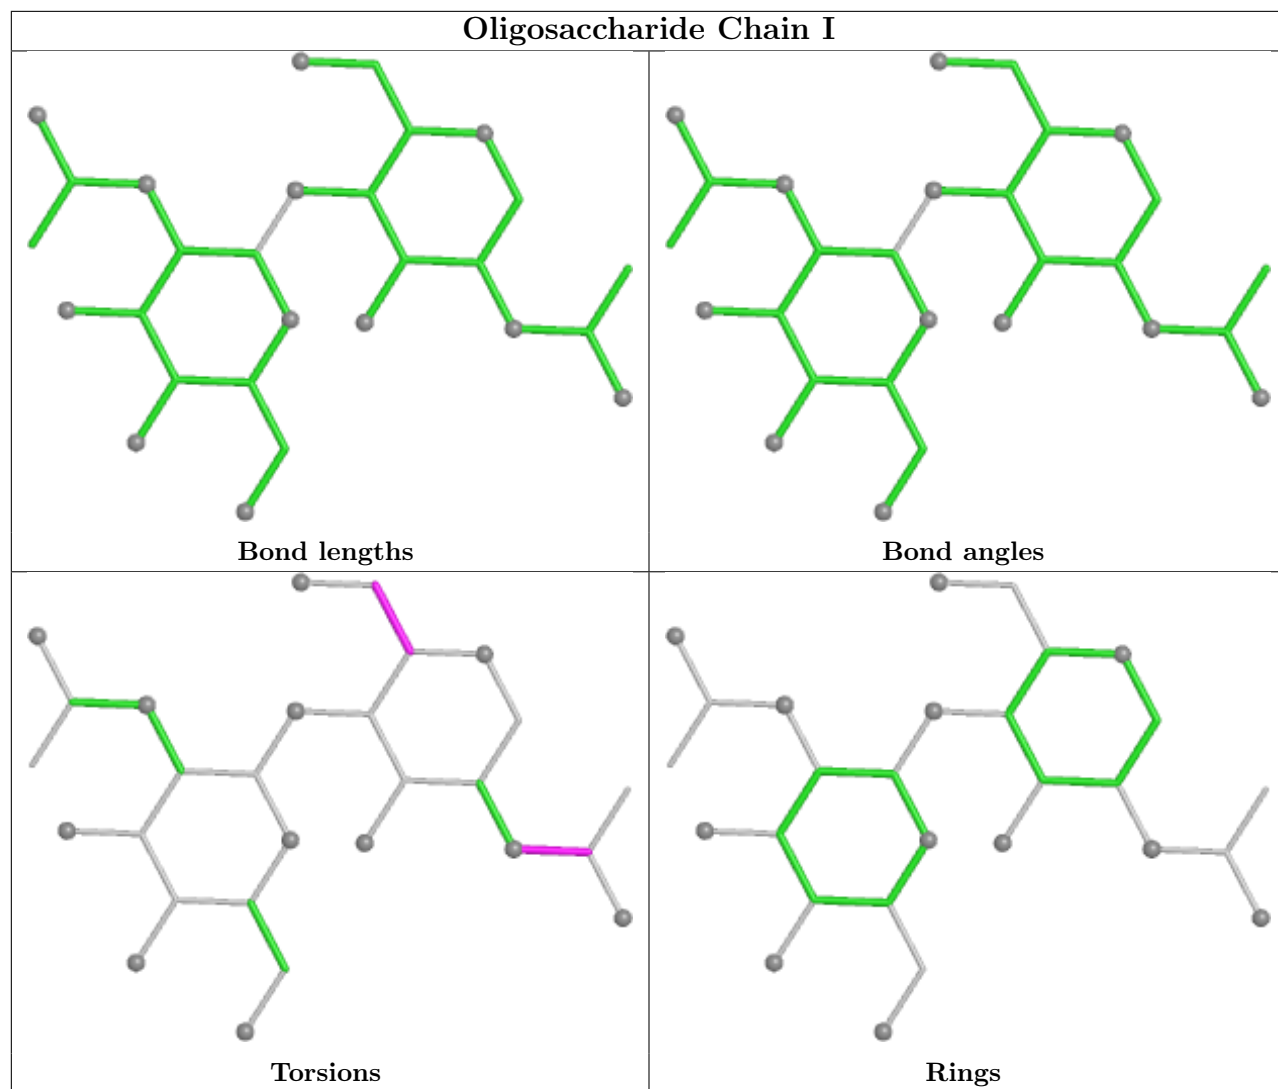 Oligosaccharide Chain I
Bond lengths
Bond angles
Torsions
Rings